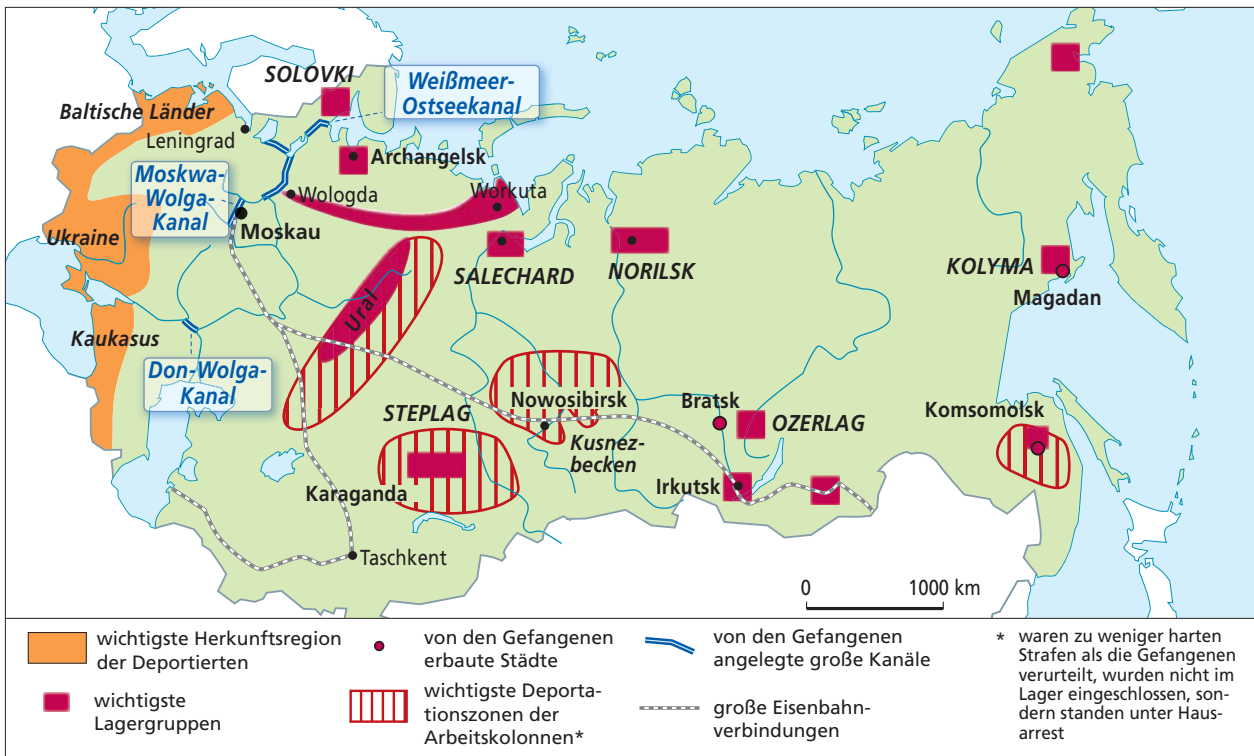 SOLOVKI
Weißmeer-
Ostseekanal
Baltische Länder
Leningrad
Archangelsk
Moskwa-
Wolga-
Kanal
Wologda
Workuta
Moskau
Ukraine
SALECHARD
NORILSK
KOLYMA
Magadan
Ural
Kaukasus
Don-Wolga-
Kanal
STEPLAG
Nowosibirsk
Kusnez-
becken
Bratsk
OZERLAG
Komsomolsk
Karaganda
Irkutsk
Taschkent
0 1000 km
wichtigste Herkunftsregion
der Deportierten
wichtigste
Lagergruppen
von den Gefangenen
erbaute Städte
wichtigste Deporta-
tionszonen der
Arbeitskolonnen*
von den Gefangenen
angelegte große Kanäle
große Eisenbahn-
verbindungen
* waren zu weniger harten
Strafen als die Gefangenen
verurteilt, wurden nicht im
Lager eingeschlossen, son-
dern standen unter Haus-
arrest